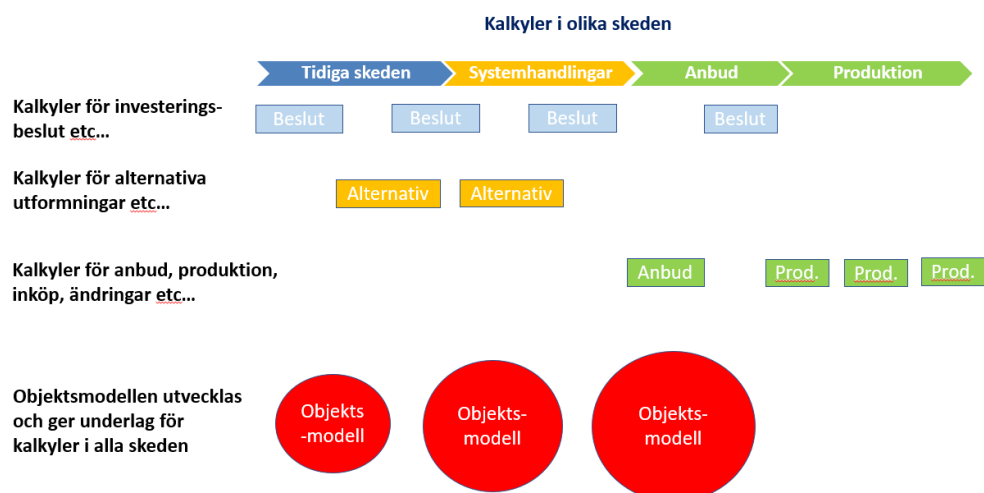 Kalkyler i olika skeden
Tidiga skeden
Systemhandlingar
Anbud
Produktion
Kalkyler för investerings-
beslut etc…
Beslut
Beslut
Beslut
Beslut
Kalkyler för alternativa
utformningar etc…
Alternativ
Alternativ
Kalkyler för anbud, produktion,
inköp, ändringar etc…
Anbud
Prod.
Prod.
Prod.
Objektsmodellen utvecklas
och ger underlag för
kalkyler i alla skeden
Objekts
-modell
Objekts-
modell
Objekts-
modell